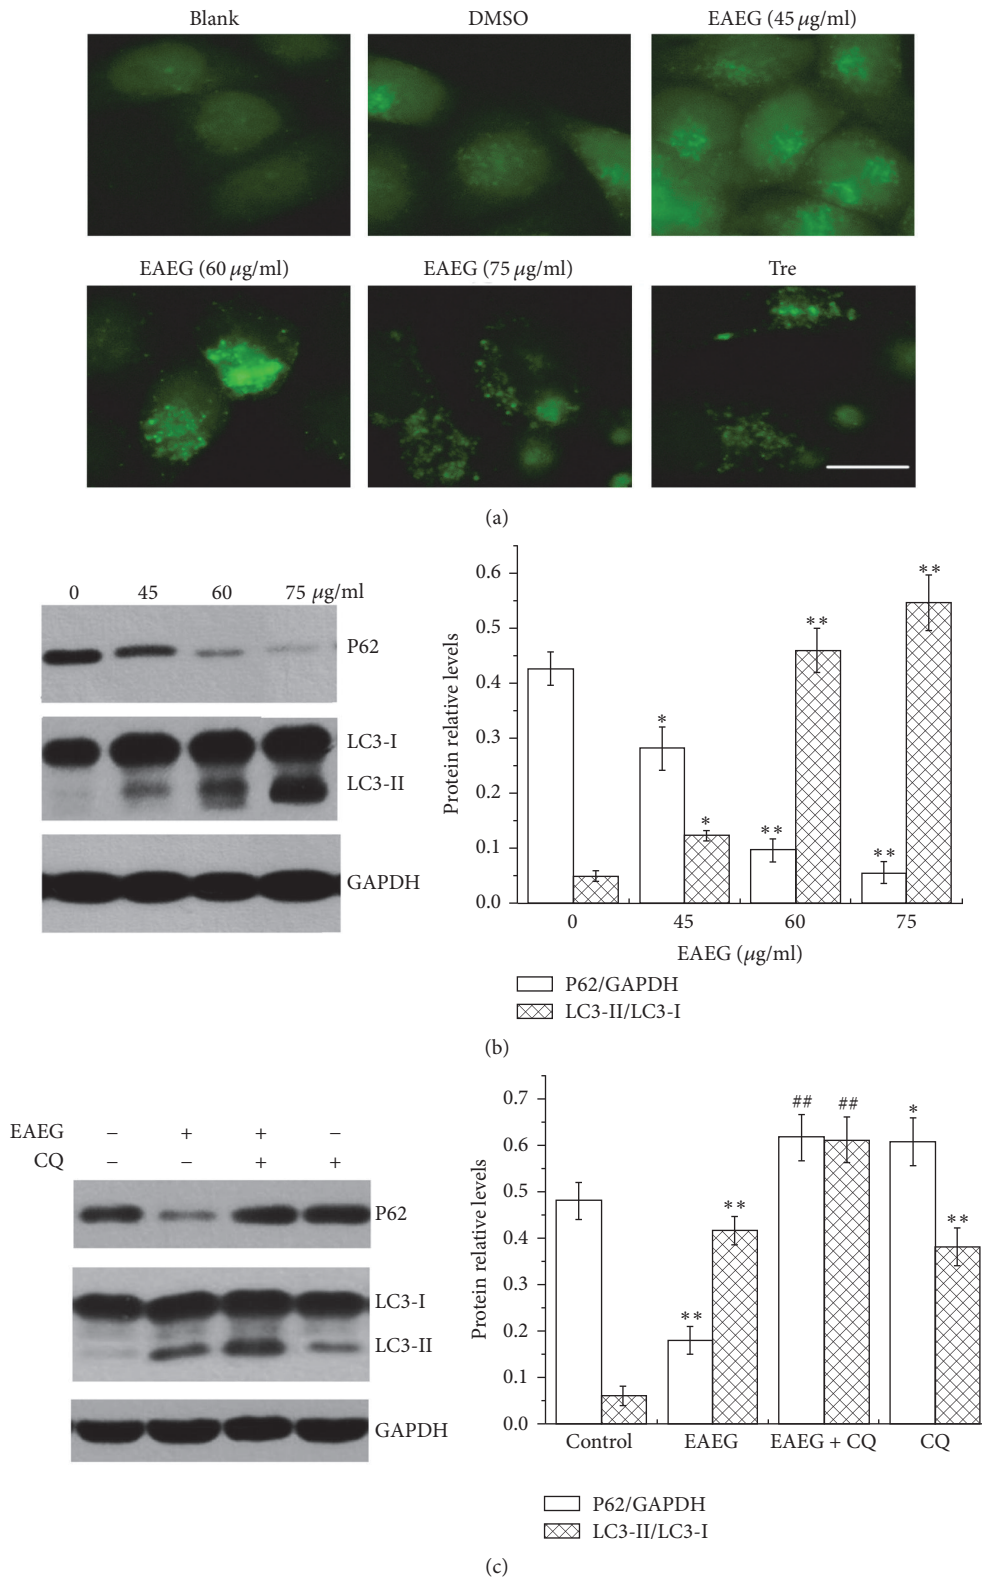 Blank DMSO EAEG (45 μg/ml)
EAEG (60 μg/ml) EAEG (75 μg/ml) Tre
(a)
0 45 60 75 μg/ml
P62
LC3-I
LC3-II
GAPDH
0.6
0.5
0.4
0.3
0.2
0.1
0.0
Protein relative levels
* * ** ** ** **
0 45 60 75
EAEG (μg/ml)
P62/GAPDH
LC3-II/LC3-I
(b)
EAEG − + + −
CQ − − + +
P62
LC3-I
LC3-II
GAPDH
0.7
0.6
0.5
0.4
0.3
0.2
0.1
0.0
Protein relative levels
** ** ## ## * **
Control EAEG EAEG + CQ CQ
P62/GAPDH
LC3-II/LC3-I
(c)